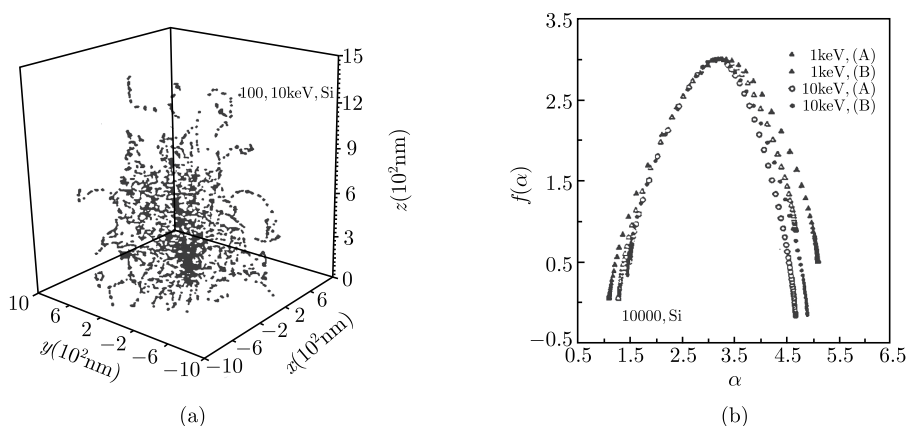 15
12
9
6
3
0
z(10²nm)
100, 10keV, Si
10
6
2
−2
−6
−10
y(10²nm)
−10
−6
−2
2
6
x(10²nm)
(a)
3.5
2.5
1.5
0.5
−0.5
f(α)
1keV, (A)
1keV, (B)
10keV, (A)
10keV, (B)
10000, Si
0.5 1.5 2.5 3.5 4.5 5.5 6.5
α
(b)